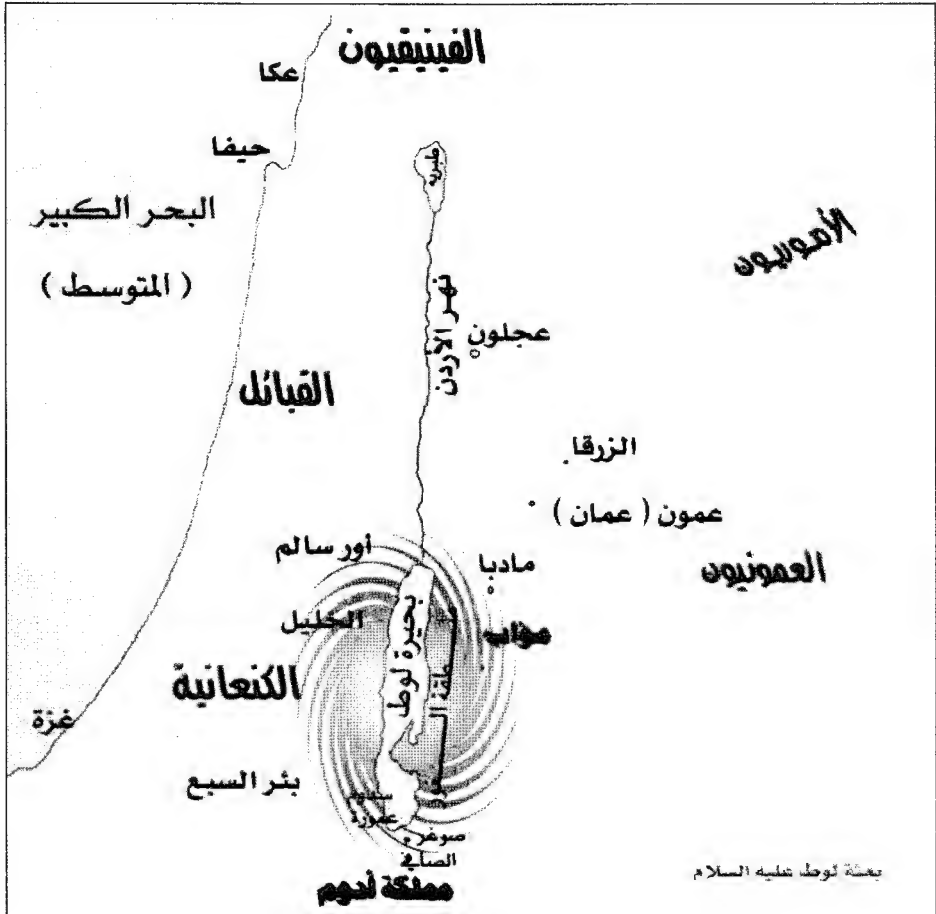 الفينيقيون
عكا
حيفا
طبريه
البحر الكبير
( المتوسط )
الأموريون
نهر الأردن
عجلون
القبائل
الزرقا
عمون ( عمان )
أور سالم
مادبا
العمونيون
الخليل
بحيرة لوط
مؤاب
الكنعانية
غزة
بئر السبع
سدوم
عمورة
صوغر
الصافي
مملكة أدوم
بعثة لوط عليه السلام